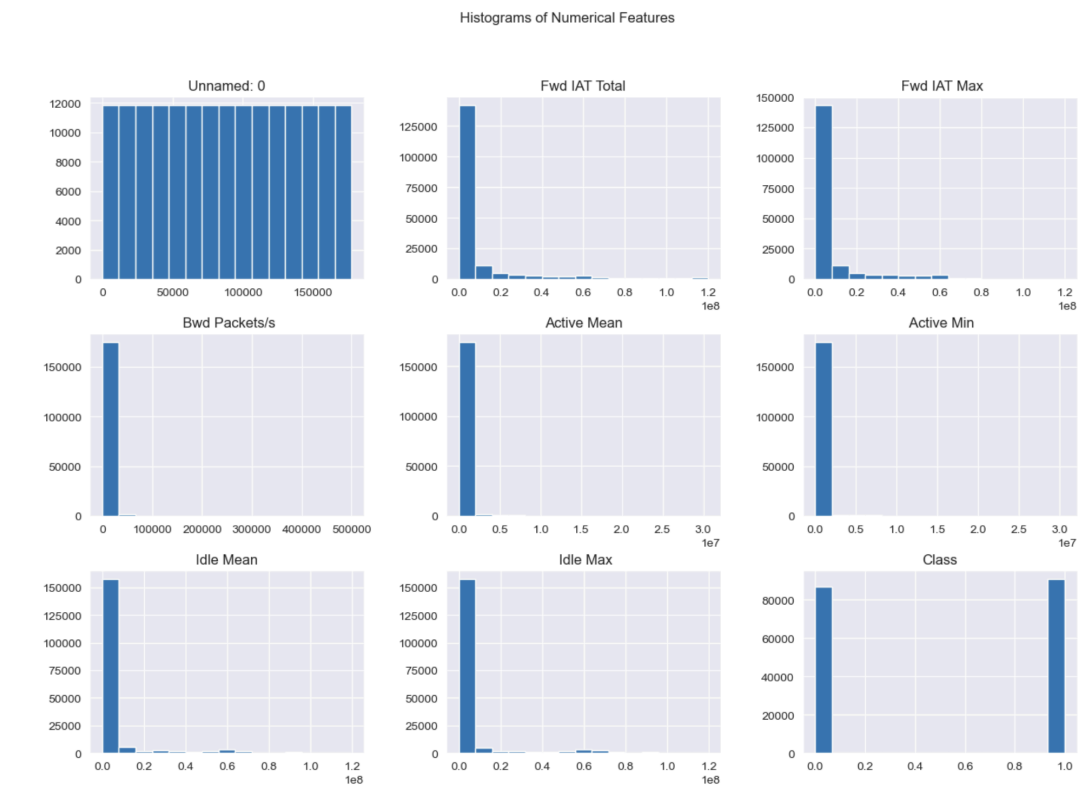 Histograms of Numerical Features
Unnamed: 0
12000
10000
8000
6000
4000
2000
0
0 50000 100000 150000
Fwd IAT Total
125000
100000
75000
50000
25000
0
0.0 0.2 0.4 0.6 0.8 1.0 1.2
1e8
Fwd IAT Max
150000
125000
100000
75000
50000
25000
0
0.0 0.2 0.4 0.6 0.8 1.0 1.2
1e8
Bwd Packets/s
150000
100000
50000
0
0 100000 200000 300000 400000 500000
Active Mean
150000
100000
50000
0
0.0 0.5 1.0 1.5 2.0 2.5 3.0
1e7
Active Min
150000
100000
50000
0
0.0 0.5 1.0 1.5 2.0 2.5 3.0
1e7
Idle Mean
150000
125000
100000
75000
50000
25000
0
0.0 0.2 0.4 0.6 0.8 1.0 1.2
1e8
Idle Max
150000
125000
100000
75000
50000
25000
0
0.0 0.2 0.4 0.6 0.8 1.0 1.2
1e8
Class
80000
60000
40000
20000
0
0.0 0.2 0.4 0.6 0.8 1.0